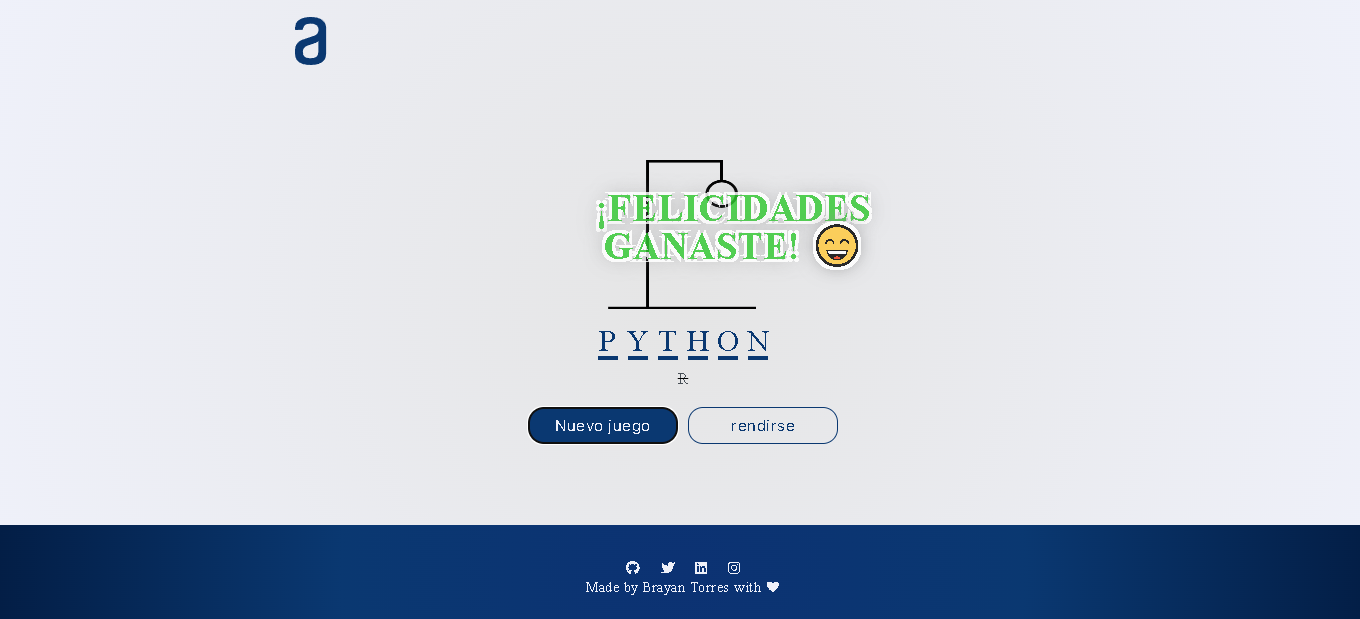 a
¡FELICIDADES
GANASTE! 😄
P Y T H O N
R
Nuevo juego
rendirse
Made by Brayan Torres with ❤